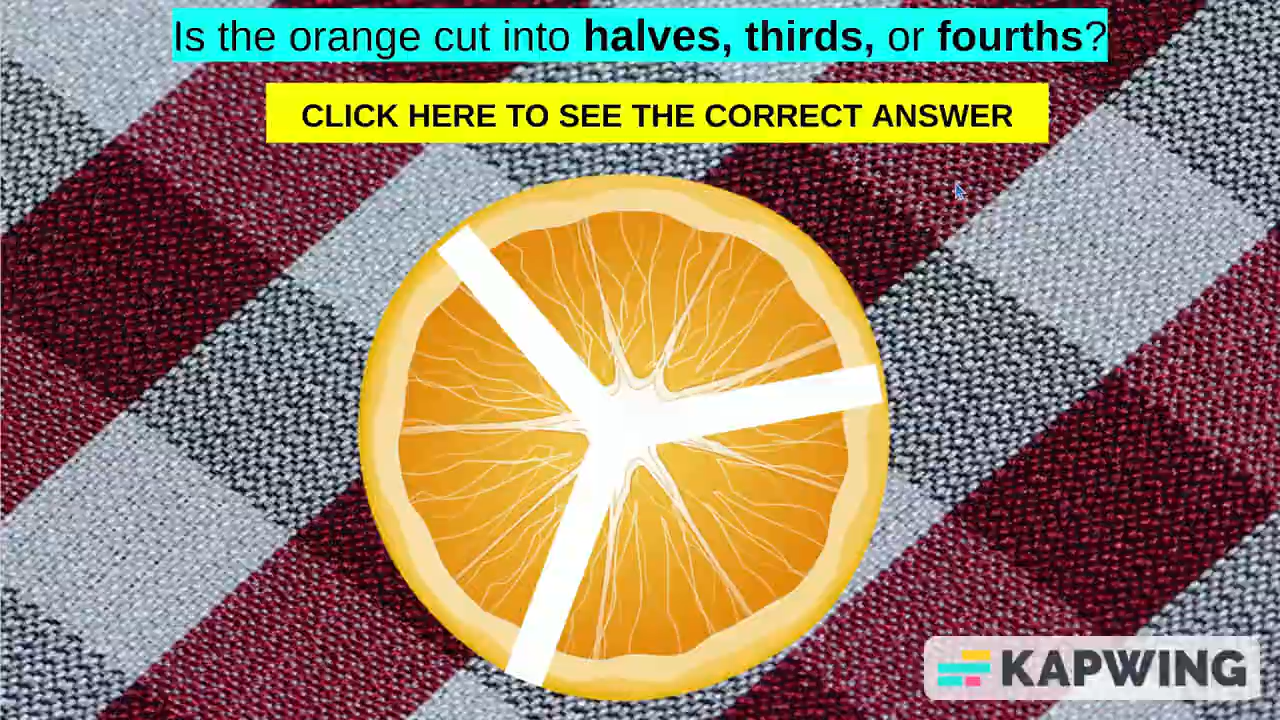 Is the orange cut into halves, thirds, or fourths?
CLICK HERE TO SEE THE CORRECT ANSWER
KAPWING